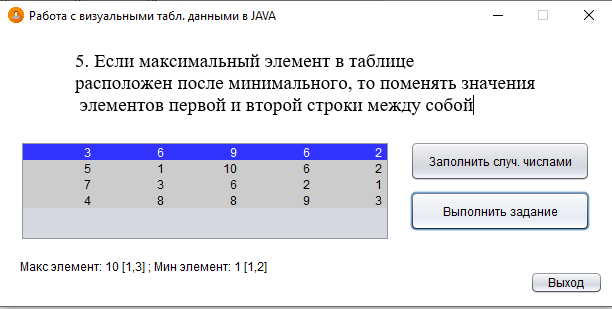 Работа с визуальными табл. данными в JAVA
5. Если максимальный элемент в таблице
расположен после минимального, то поменять значения
элементов первой и второй строки между собой
3 6 9 6 2
5 1 10 6 2
7 3 6 2 1
4 8 8 9 3
Заполнить случ. числами
Выполнить задание
Макс элемент: 10 [1,3] ; Мин элемент: 1 [1,2]
Выход